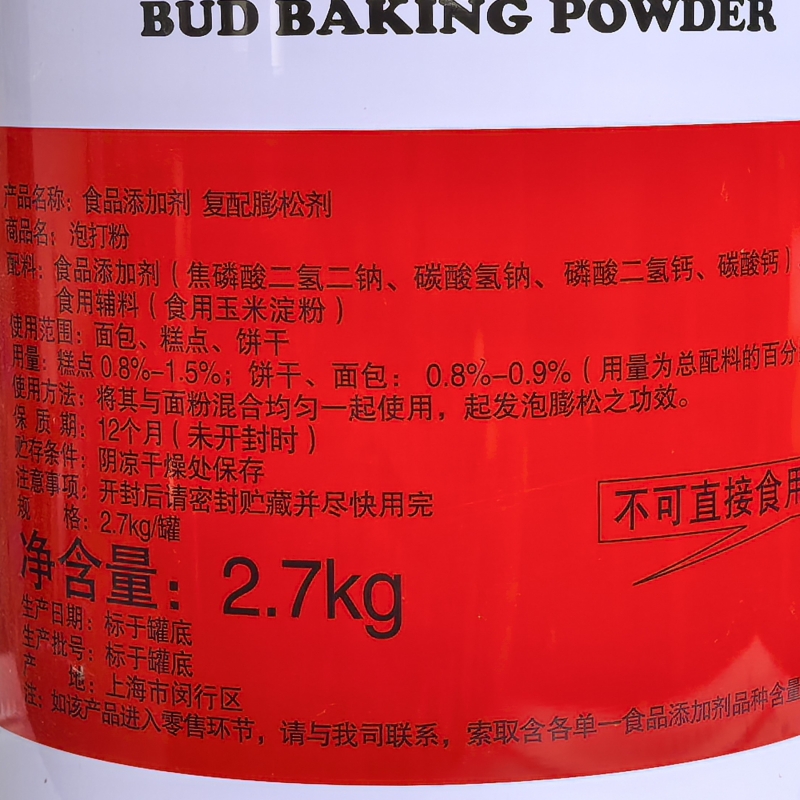 BUD BAKING POWDER
产品名称：食品添加剂 复配膨松剂
商品名：泡打粉
配料：食品添加剂（焦磷酸二氢二钠、碳酸氢钠、磷酸二氢钙、碳酸钙）
食用辅料（食用玉米淀粉）
使用范围：面包、糕点、饼干
用量：糕点 0.8%-1.5%；饼干、面包： 0.8%-0.9%（用量为总配料的百分
使用方法：将其与面粉混合均匀一起使用，起发泡膨松之功效。
保 质 期：12个月（未开封时）
贮存条件：阴凉干燥处保存
注意事项：开封后请密封贮藏并尽快用完
规 格：2.7kg/罐
不可直接食用
净含量：2.7kg
生产日期：标于罐底
生产批号：标于罐底
产 地：上海市闵行区
注：如该产品进入零售环节，请与我司联系，索取含各单一食品添加剂品种含量